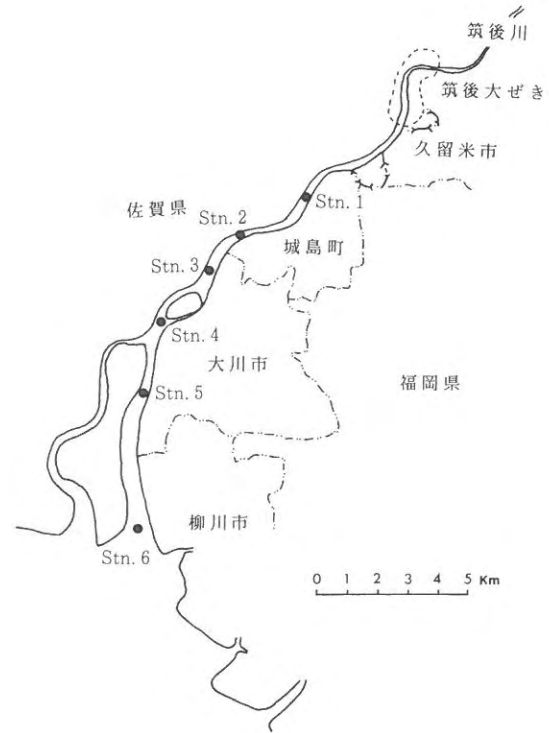 筑後川
筑後大ぜき
久留米市
Stn.1
佐賀県
Stn.2
城島町
Stn.3
Stn.4
大川市
福岡県
Stn.5
柳川市
Stn.6
0 1 2 3 4 5 Km